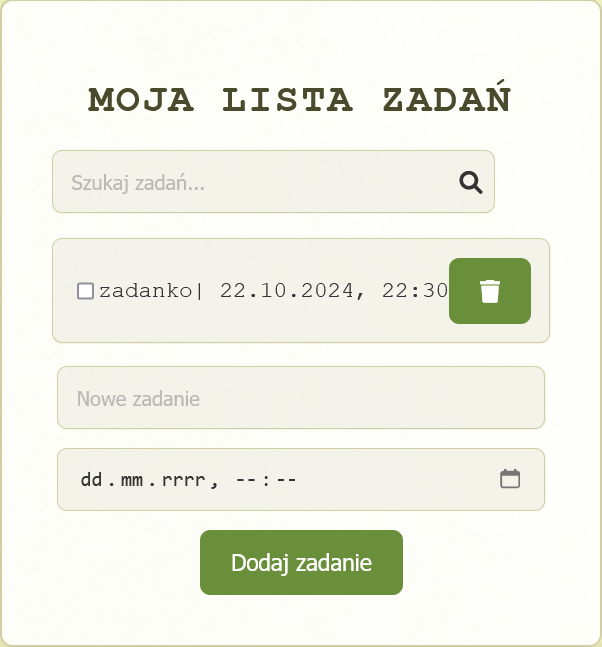 MOJA LISTA ZADAŃ
Szukaj zadań...
zadanko| 22.10.2024, 22:30
Nowe zadanie
dd.mm.rrrr, --:--
Dodaj zadanie